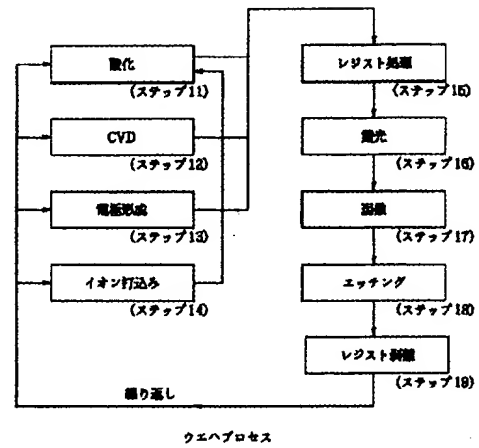 酸化
(ステップ11)
CVD
(ステップ12)
電極形成
(ステップ13)
イオン打込み
(ステップ14)
レジスト処理
(ステップ15)
露光
(ステップ16)
現像
(ステップ17)
エッチング
(ステップ18)
レジスト剥離
(ステップ19)
繰り返し
ウエハプロセス